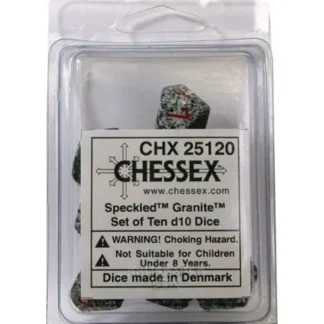 CHX 25120
CHESSEX
www.chessex.com
Speckled™ Granite™
Set of Ten d10 Dice
WARNING! Choking Hazard.
Not Suitable for Children
Under 8 Years.
Dice made in Denmark